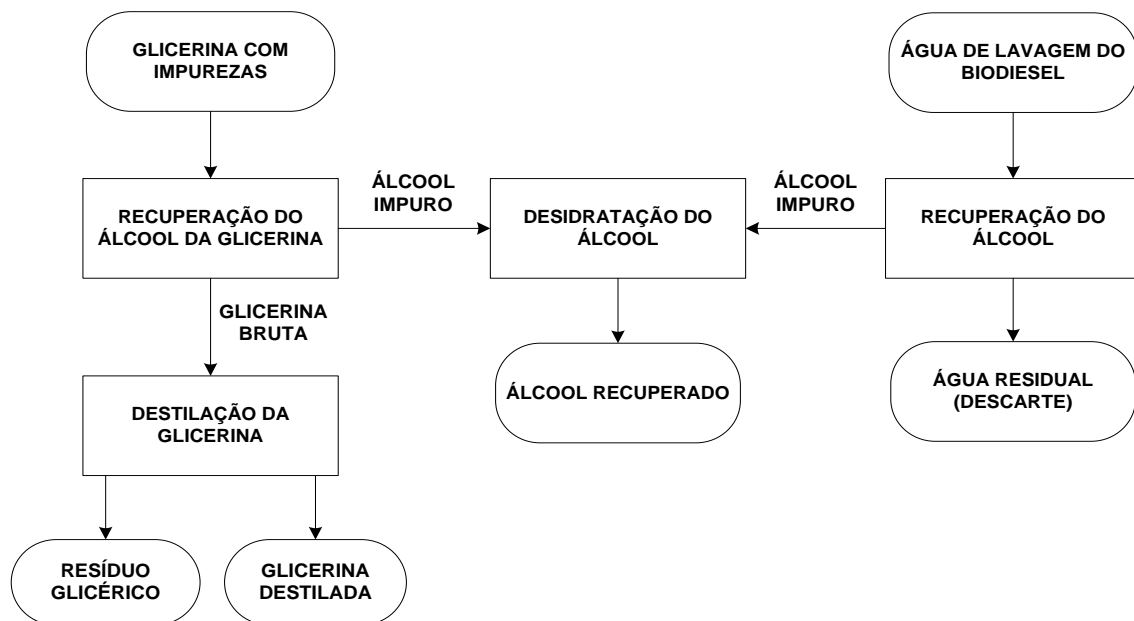 GLICERINA COM
IMPUREZAS
ÁGUA DE LAVAGEM DO
BIODIESEL
RECUPERAÇÃO DO
ÁLCOOL DA GLICERINA
ÁLCOOL
IMPURO
DESIDRATAÇÃO DO
ÁLCOOL
ÁLCOOL
IMPURO
RECUPERAÇÃO DO
ÁLCOOL
GLICERINA
BRUTA
ÁLCOOL RECUPERADO
ÁGUA RESIDUAL
(DESCARTE)
DESTILAÇÃO DA
GLICERINA
RESÍDUO
GLICÉRICO
GLICERINA
DESTILADA